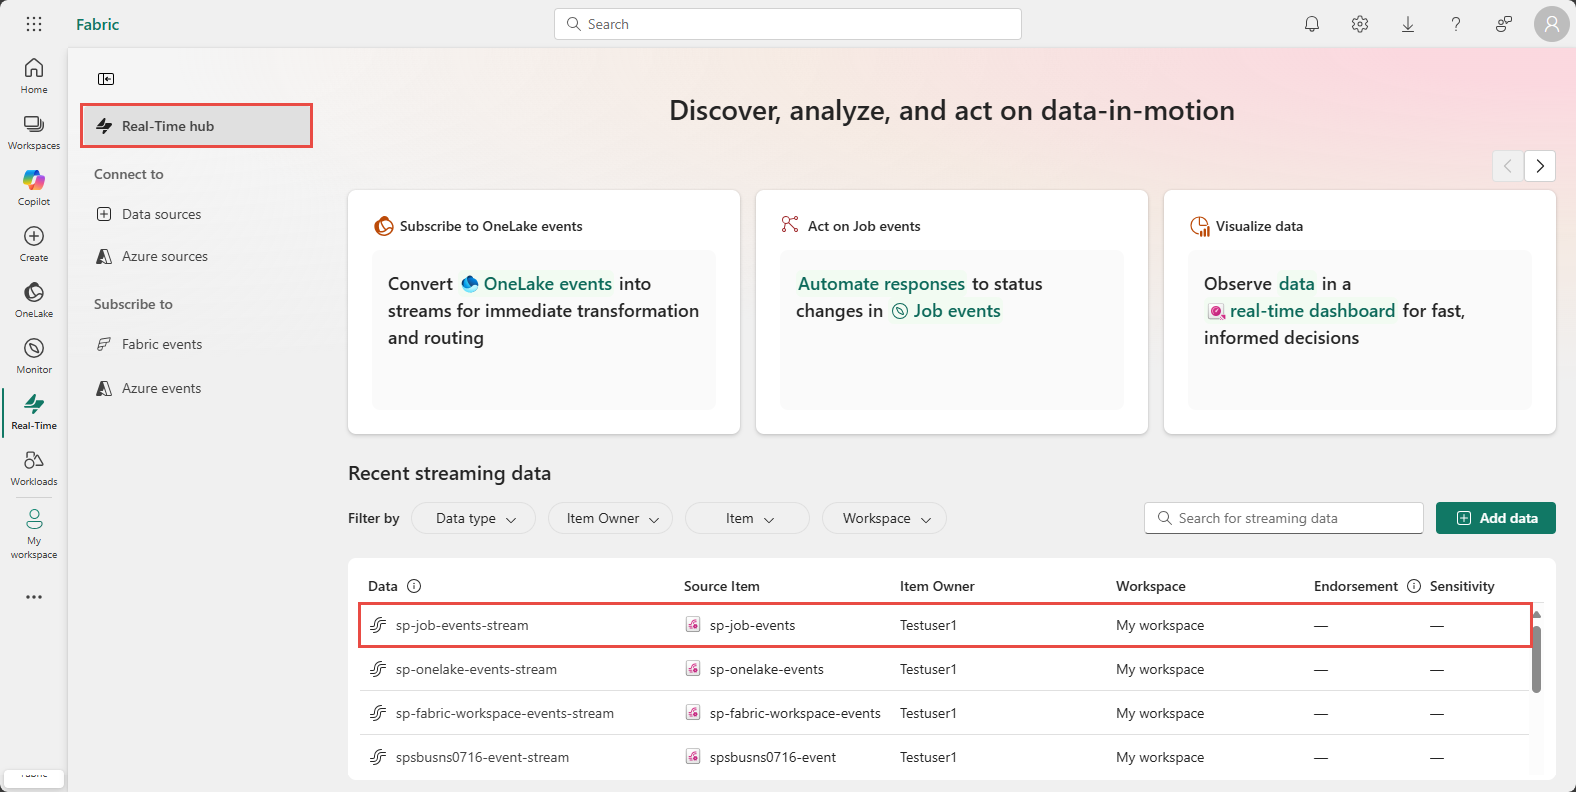 Fabric
Search
Home
Workspaces
Copilot
Create
OneLake
Monitor
Real-Time
Workloads
My
workspace
Real-Time hub
Connect to
Data sources
Azure sources
Subscribe to
Fabric events
Azure events
Discover, analyze, and act on data-in-motion
Subscribe to OneLake events
Convert OneLake events into
streams for immediate transformation
and routing
Act on Job events
Automate responses to status
changes in Job events
Visualize data
Observe data in a
real-time dashboard for fast,
informed decisions
Recent streaming data
Filter by Data type Item Owner Item Workspace Search for streaming data Add data
Data Source Item Item Owner Workspace Endorsement Sensitivity
sp-job-events-stream sp-job-events Testuser1 My workspace — —
sp-onelake-events-stream sp-onelake-events Testuser1 My workspace — —
sp-fabric-workspace-events-stream sp-fabric-workspace-events Testuser1 My workspace — —
spsbusns0716-event-stream spsbusns0716-event Testuser1 My workspace — —